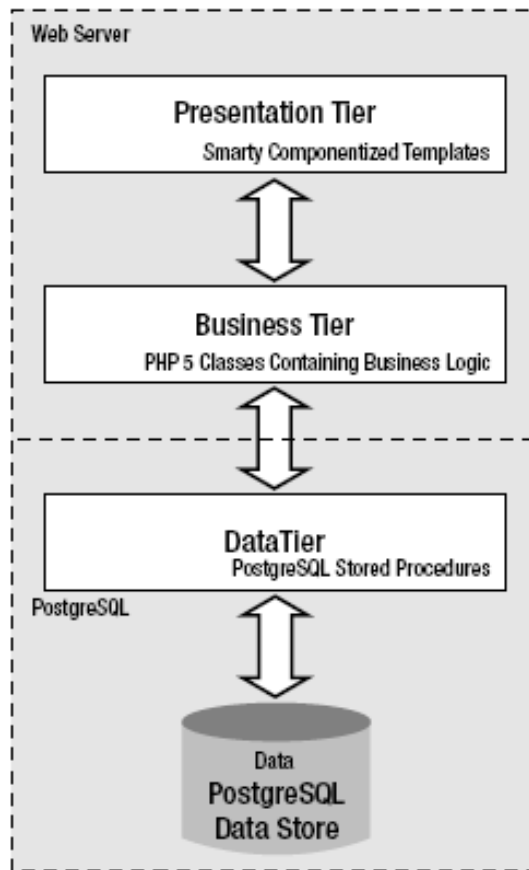 Web Server
Presentation Tier
Smarty Componentized Templates
Business Tier
PHP 5 Classes Containing Business Logic
DataTier
PostgreSQL Stored Procedures
PostgreSQL
Data
PostgreSQL
Data Store